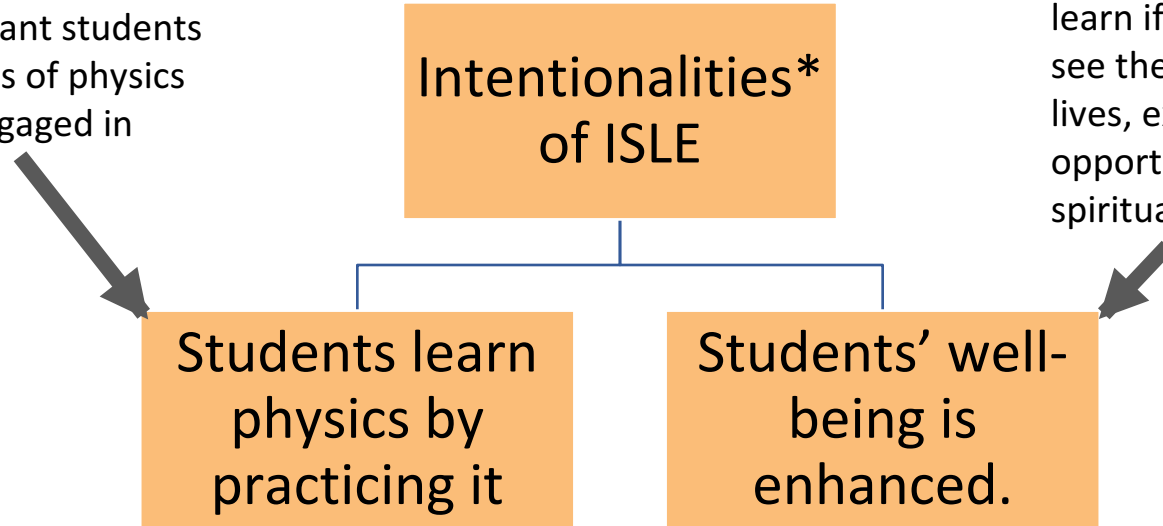 ant students
s of physics
gaged in
Intentionalities*
of ISLE
learn if
see the
lives, e
opport
spiritua
Students learn
physics by
practicing it
Students’ well-
being is
enhanced.